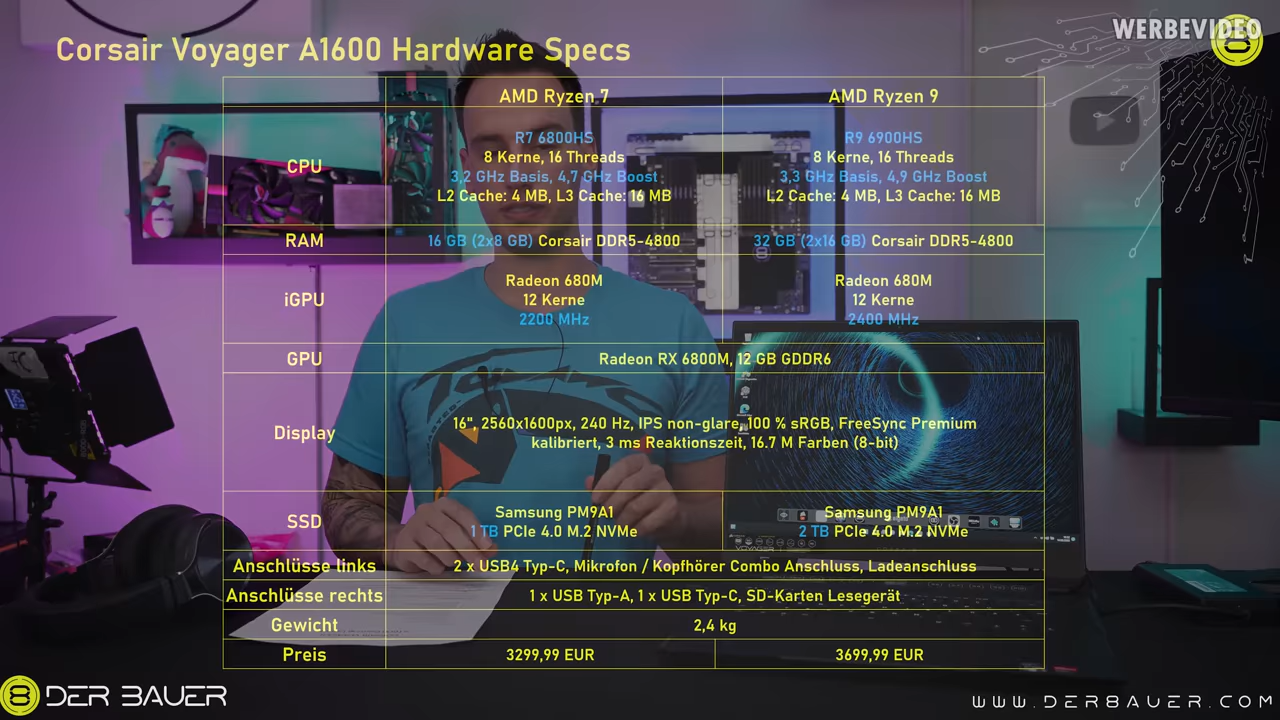 WERBEVIDEO
Corsair Voyager A1600 Hardware Specs
AMD Ryzen 7
AMD Ryzen 9
CPU
R7 6800HS
8 Kerne, 16 Threads
3,2 GHz Basis, 4,7 GHz Boost
L2 Cache: 4 MB, L3 Cache: 16 MB
R9 6900HS
8 Kerne, 16 Threads
3,3 GHz Basis, 4,9 GHz Boost
L2 Cache: 4 MB, L3 Cache: 16 MB
RAM
16 GB (2x8 GB) Corsair DDR5-4800
32 GB (2x16 GB) Corsair DDR5-4800
iGPU
Radeon 680M
12 Kerne
2200 MHz
Radeon 680M
12 Kerne
2400 MHz
GPU
Radeon RX 6800M, 12 GB GDDR6
Display
16", 2560x1600px, 240 Hz, IPS non-glare, 100 % sRGB, FreeSync Premium
kalibriert, 3 ms Reaktionszeit, 16.7 M Farben (8-bit)
SSD
Samsung PM9A1
1 TB PCIe 4.0 M.2 NVMe
Samsung PM9A1
2 TB PCIe 4.0 M.2 NVMe
Anschlüsse links
2 x USB4 Typ-C, Mikrofon / Kopfhörer Combo Anschluss, Ladeanschluss
Anschlüsse rechts
1 x USB Typ-A, 1 x USB Typ-C, SD-Karten Lesegerät
Gewicht
2,4 kg
Preis
3299,99 EUR
3699,99 EUR
VOYAGER
8 DER BAUER
WWW.DER8AUER.COM